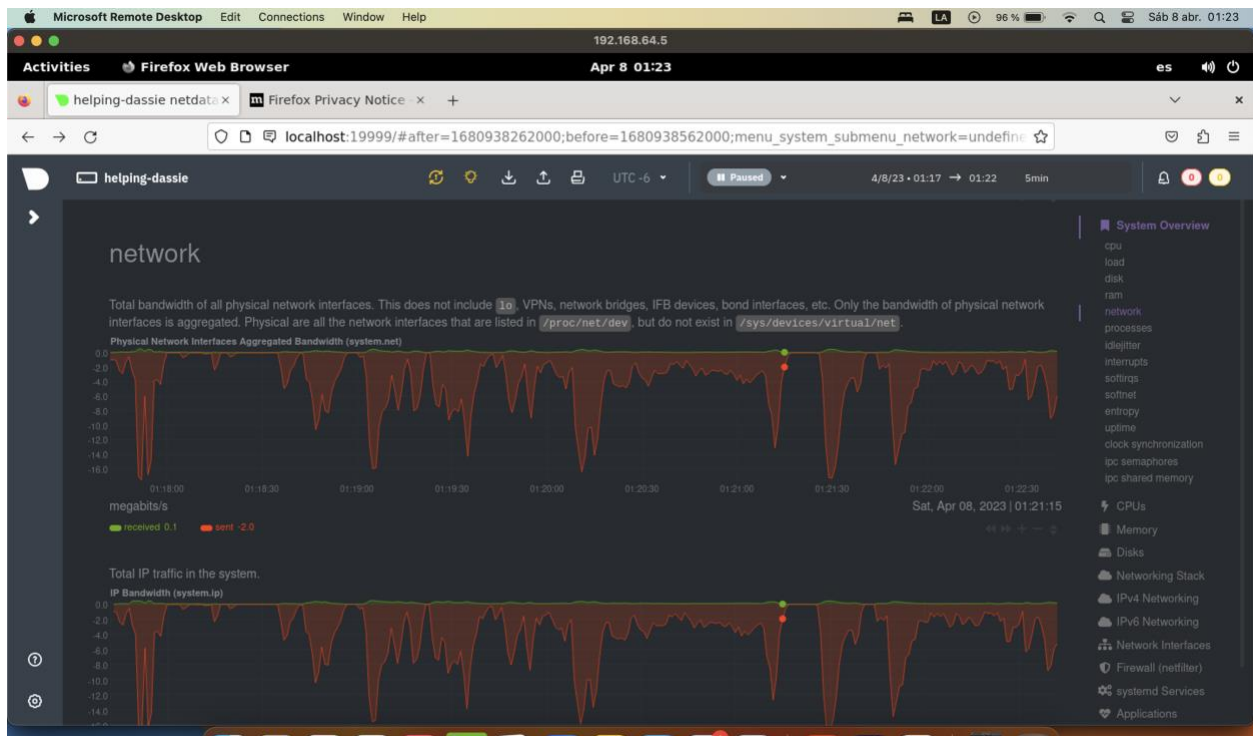 Microsoft Remote Desktop Edit Connections Window Help LA 96 % Sáb 8 abr. 01:23
192.168.64.5
Activities Firefox Web Browser Apr 8 01:23 es
helping-dassie netdata × Firefox Privacy Notice - × +
localhost:19999/#after=1680938262000;before=1680938562000;menu_system_submenu_network=undefine
helping-dassie UTC -6 Paused 4/8/23 • 01:17 → 01:22 5min 0 0
network
Total bandwidth of all physical network interfaces. This does not include lo, VPNs, network bridges, IFB devices, bond interfaces, etc. Only the bandwidth of physical network
interfaces is aggregated. Physical are all the network interfaces that are listed in /proc/net/dev, but do not exist in /sys/devices/virtual/net.
Physical Network Interfaces Aggregated Bandwidth (system.net)
0.0
-2.0
-4.0
-6.0
-8.0
-10.0
-12.0
-14.0
-16.0
01:18:00 01:18:30 01:19:00 01:19:30 01:20:00 01:20:30 01:21:00 01:21:30 01:22:00 01:22:30
megabits/s Sat, Apr 08, 2023 | 01:21:15
received 0.1 sent -2.0
Total IP traffic in the system.
IP Bandwidth (system.ip)
0.0
-2.0
-4.0
-6.0
-8.0
-10.0
-12.0
-14.0
System Overview
cpu
load
disk
ram
network
processes
idlejitter
interrupts
softirqs
softnet
entropy
uptime
clock synchronization
ipc semaphores
ipc shared memory
CPUs
Memory
Disks
Networking Stack
IPv4 Networking
IPv6 Networking
Network Interfaces
Firewall (netfilter)
systemd Services
Applications